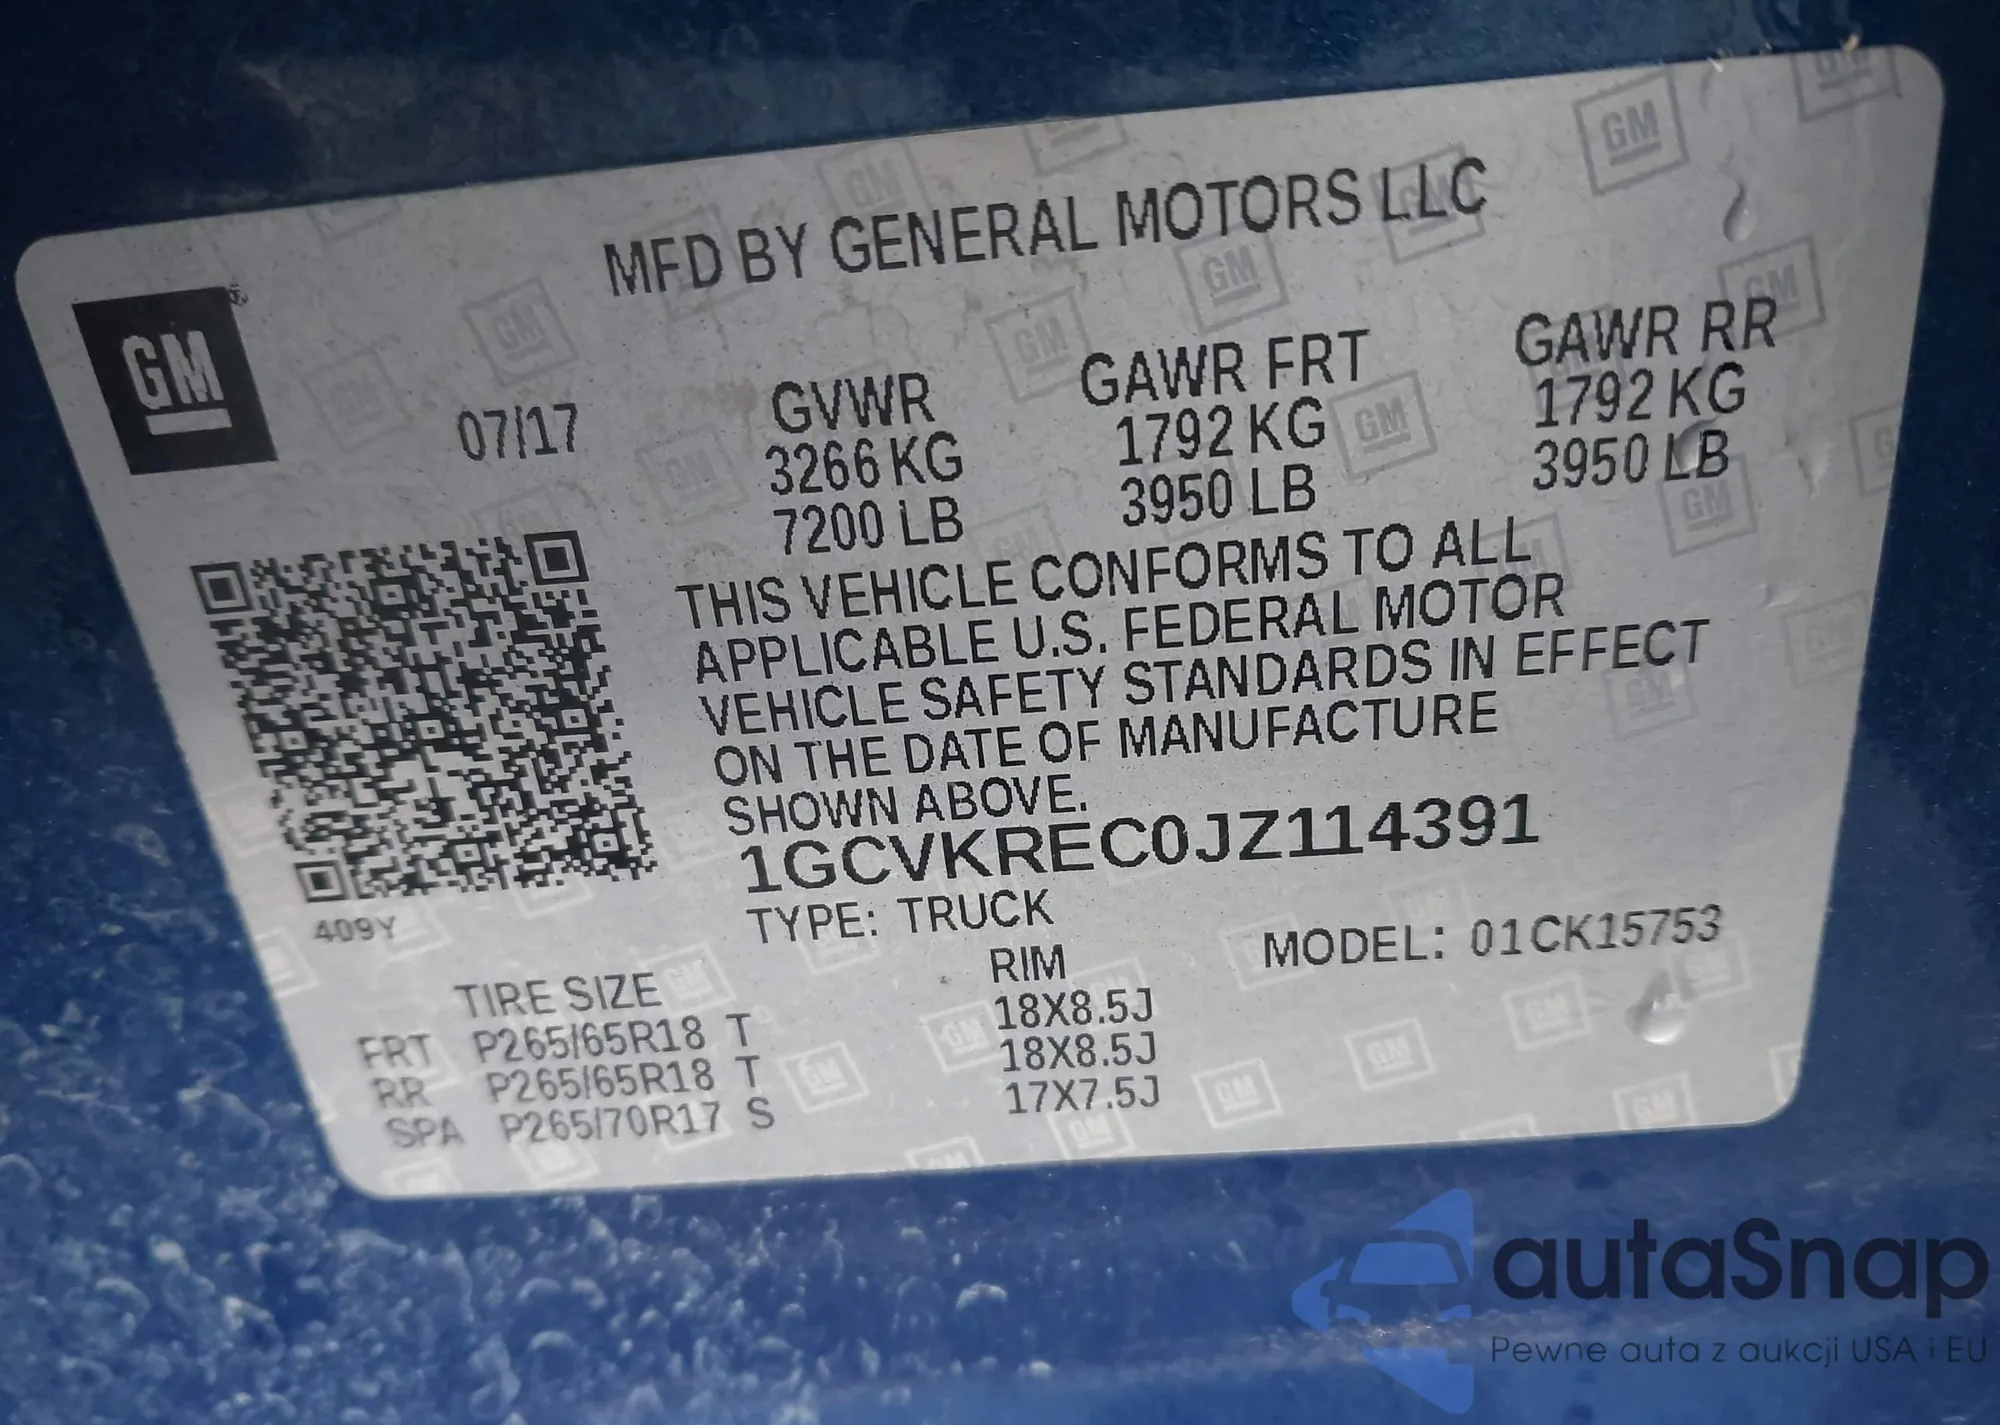 MFD BY GENERAL MOTORS LLC
GM
07/17
GVWR GAWR FRT GAWR RR
3266 KG 1792 KG 1792 KG
7200 LB 3950 LB 3950 LB
THIS VEHICLE CONFORMS TO ALL
APPLICABLE U.S. FEDERAL MOTOR
VEHICLE SAFETY STANDARDS IN EFFECT
ON THE DATE OF MANUFACTURE
SHOWN ABOVE.
1GCVKREC0JZ114391
409Y
TYPE: TRUCK MODEL: 01CK15753
TIRE SIZE RIM
FRT P265/65R18 T 18X8.5J
RR P265/65R18 T 18X8.5J
SPA P265/70R17 S 17X7.5J
autaSnap
Pewne auta z aukcji USA i EU